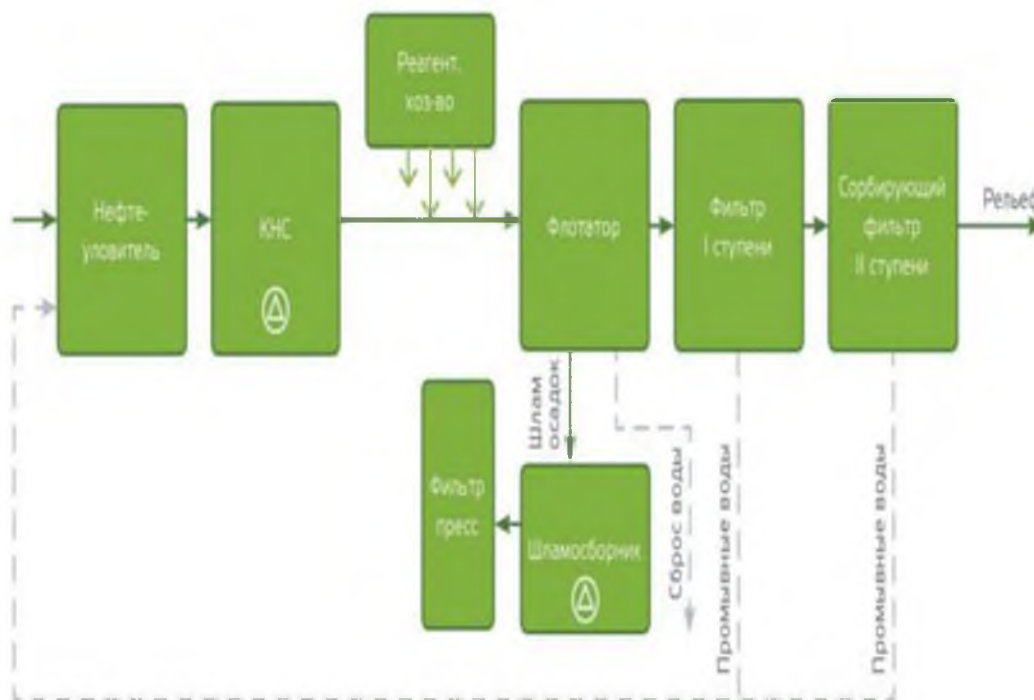 Реагент.
хоз-во
Нефте-
уловитель
КНС
Флотатор
Фильтр
I ступени
Сорбирующий
фильтр
II ступени
Рельеф
Шлам
осадок
Фильтр
пресс
Шламосборник
Сброс воды
Промывные воды
Промывные воды